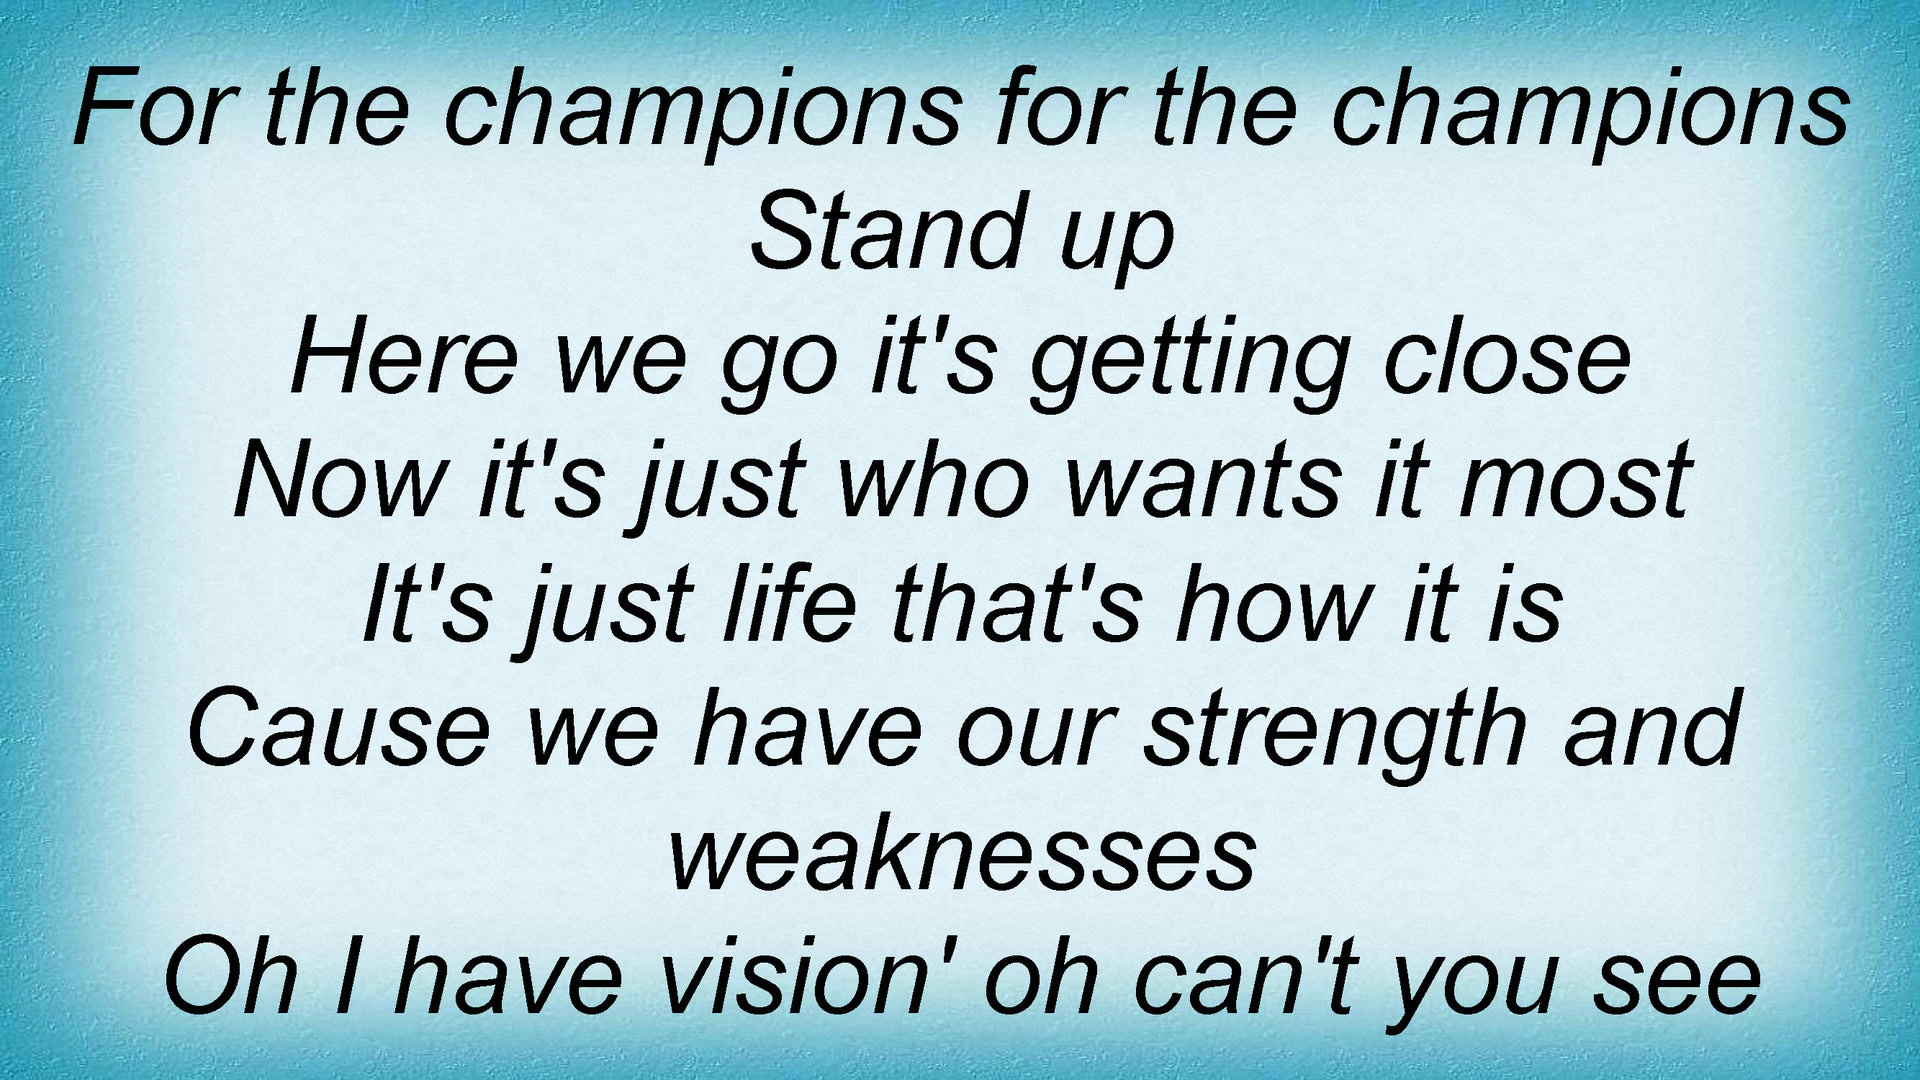 For the champions for the champions
Stand up
Here we go it's getting close
Now it's just who wants it most
It's just life that's how it is
Cause we have our strength and
weaknesses
Oh I have vision' oh can't you see